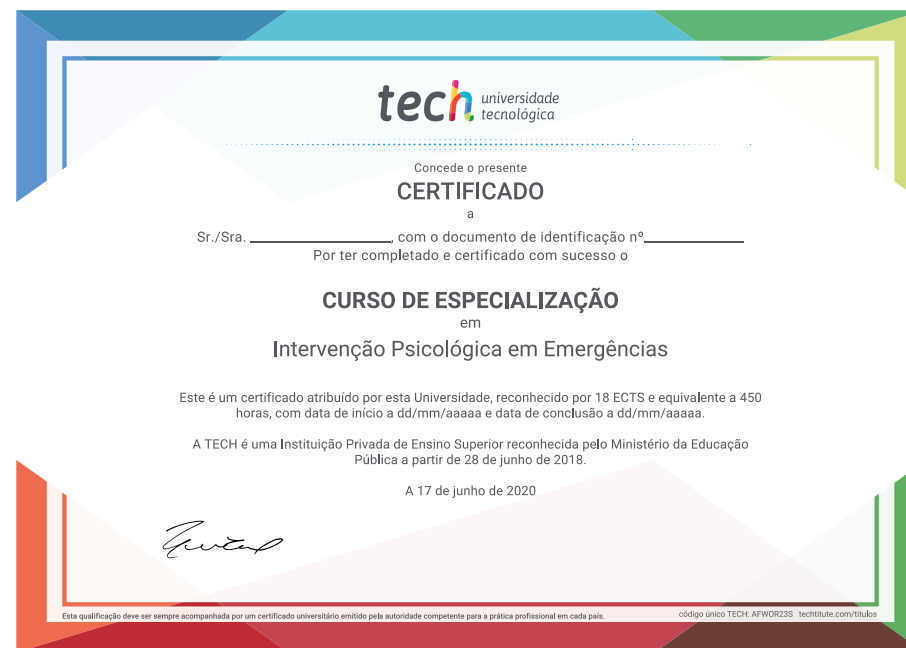 tech universidade
tecnológica
Concede o presente
CERTIFICADO
a
Sr./Sra. ____________________, com o documento de identificação nº______________
Por ter completado e certificado com sucesso o
CURSO DE ESPECIALIZAÇÃO
em
Intervenção Psicológica em Emergências
Este é um certificado atribuído por esta Universidade, reconhecido por 18 ECTS e equivalente a 450
horas, com data de início a dd/mm/aaaaa e data de conclusão a dd/mm/aaaaa.
A TECH é uma Instituição Privada de Ensino Superior reconhecida pelo Ministério da Educação
Pública a partir de 28 de junho de 2018.
A 17 de junho de 2020
Esta qualificação deve ser sempre acompanhada por um certificado universitário emitido pela autoridade competente para a prática profissional em cada país.
código único TECH: AFWOR23S techtitute.com/titulos